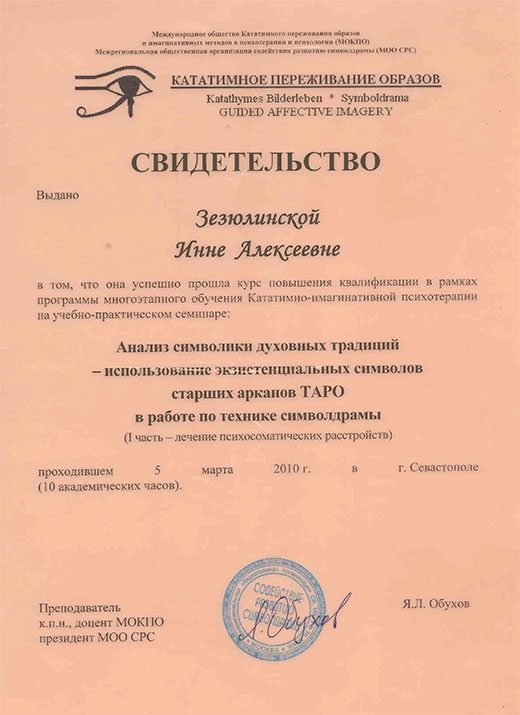 Международное общество Кататимного переживания образов
и имагинативных методов в психотерапии и психологии (МОКПО)
Межрегиональная общественная организация содействия развитию символдрамы (МОО СРС)
КАТАТИМНОЕ ПЕРЕЖИВАНИЕ ОБРАЗОВ
Katathymes Bilderleben * Symboldrama
GUIDED AFFECTIVE IMAGERY
СВИДЕТЕЛЬСТВО
Выдано
Зезюлинской
Инне Алексеевне
в том, что она успешно прошла курс повышения квалификации в рамках
программы многоэтапного обучения Кататимно-имагинативной психотерапии
на учебно-практическом семинаре:
Анализ символики духовных традиций
– использование экзистенциальных символов
старших арканов ТАРО
в работе по технике символдрамы
(I часть – лечение психосоматических расстройств)
проходившем 5 марта 2010 г. в г. Севастополе
(10 академических часов).
СОДЕЙСТВИЕ
МОСКВА
Преподаватель
к.п.н., доцент МОКПО
президент МОО СРС
Я.Л. Обухов
Я.Обухов